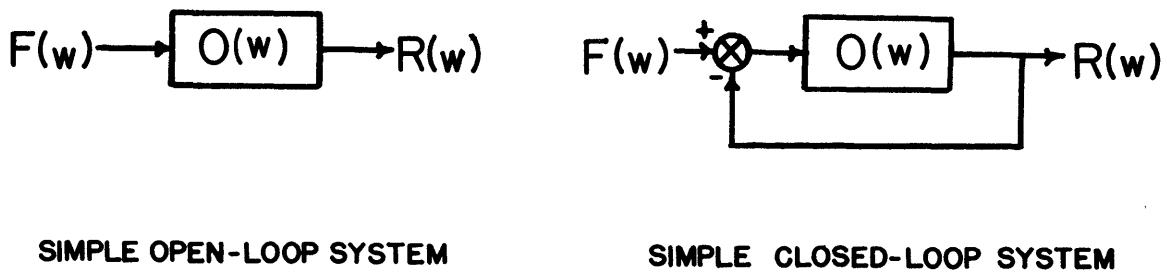 F(w) O(w) R(w)
+
-
F(w) O(w) R(w)
SIMPLE OPEN-LOOP SYSTEM
SIMPLE CLOSED-LOOP SYSTEM